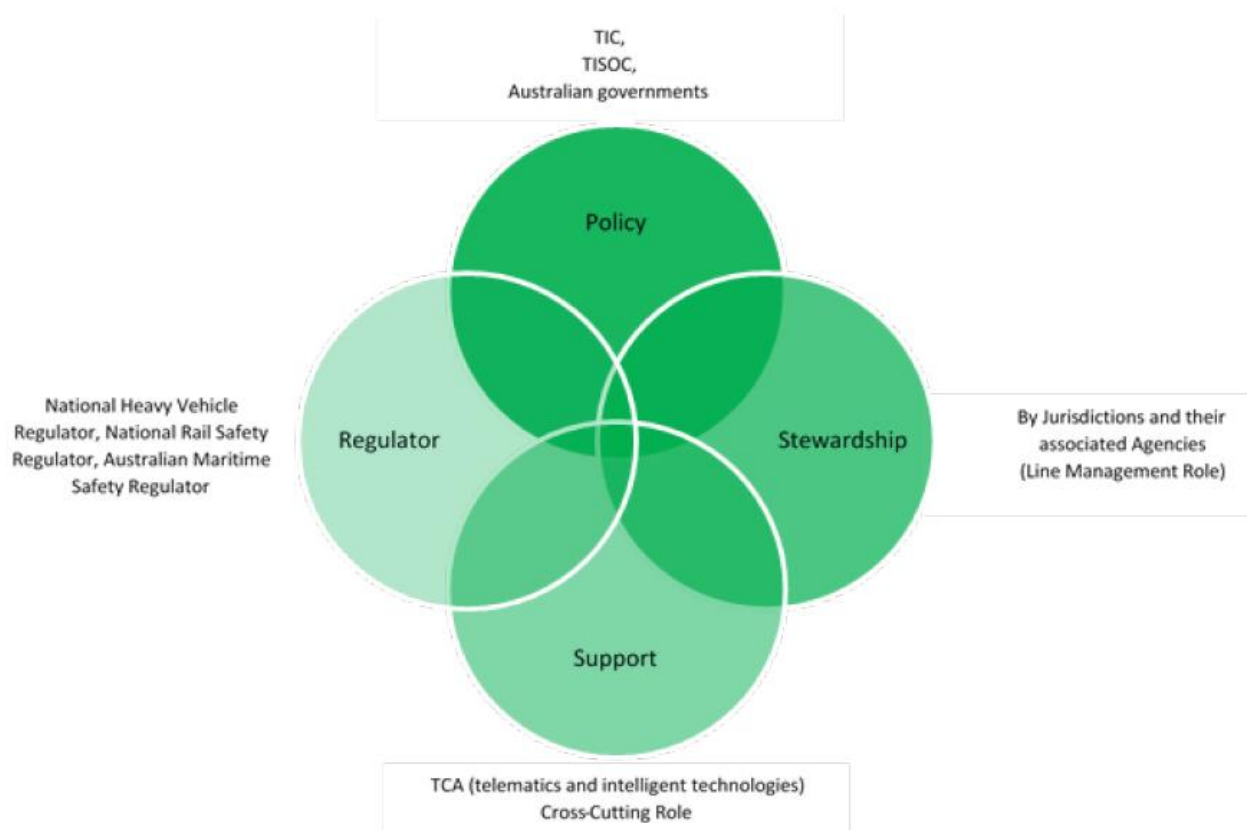 TIC,
TISOC,
Australian governments
Policy
National Heavy Vehicle
Regulator, National Rail Safety
Regulator, Australian Maritime
Safety Regulator
Regulator
Stewardship
By Jurisdictions and their
associated Agencies
(Line Management Role)
Support
TCA (telematics and intelligent technologies)
Cross-Cutting Role